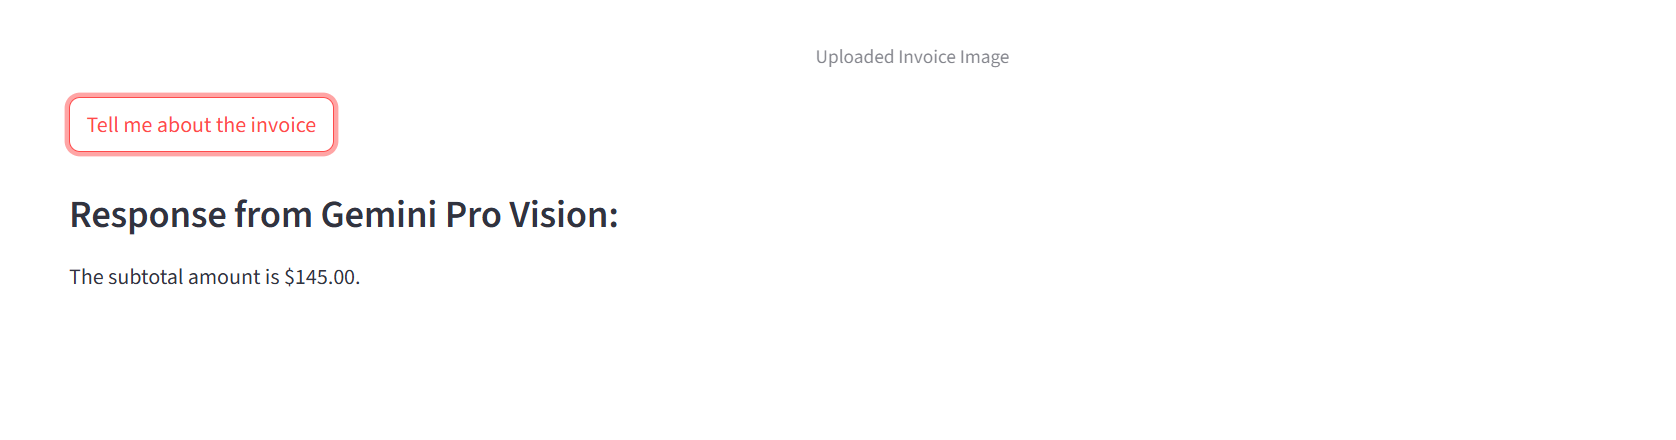 Uploaded Invoice Image
Tell me about the invoice
Response from Gemini Pro Vision:
The subtotal amount is $145.00.